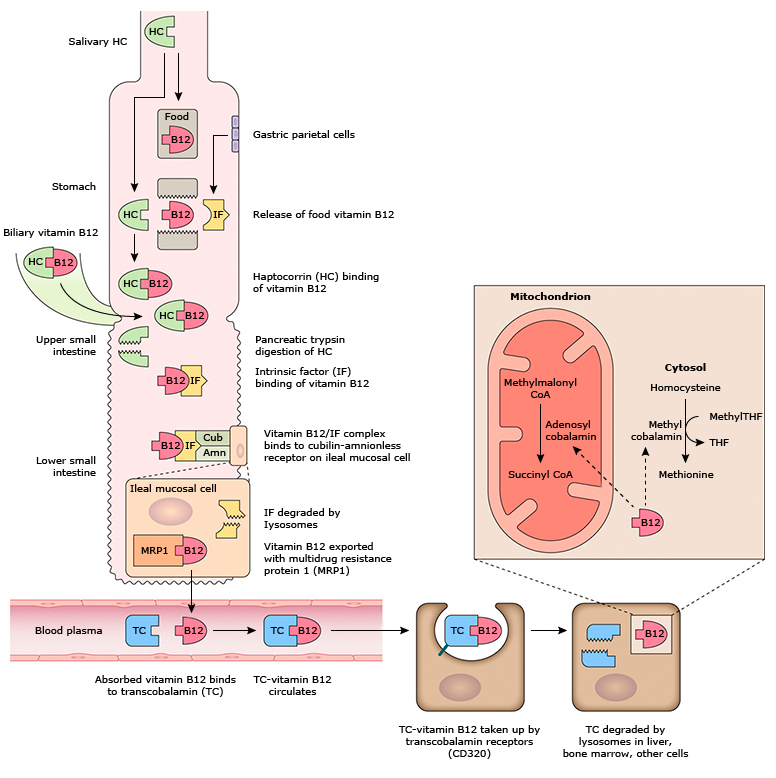 HC
Salivary HC
Food
B12
Gastric parietal cells
Stomach
HC
B12
IF
Release of food vitamin B12
Biliary vitamin B12
HC
B12
HC
B12
Haptocorrin (HC) binding
of vitamin B12
HC
B12
Upper small
intestine
Pancreatic trypsin
digestion of HC
B12
IF
Intrinsic factor (IF)
binding of vitamin B12
B12
IF
Cub
Amn
Vitamin B12/IF complex
binds to cubilin-amnionless
receptor on ileal mucosal cell
Lower small
intestine
Ileal mucosal cell
IF degraded by
lysosomes
MRP1
B12
Vitamin B12 exported
with multidrug resistance
protein 1 (MRP1)
Mitochondrion
Methylmalonyl
CoA
Adenosyl
cobalamin
Succinyl CoA
Cytosol
Homocysteine
MethylTHF
Methyl
cobalamin
THF
Methionine
B12
Blood plasma
TC
B12
TC
B12
TC
B12
B12
Absorbed vitamin B12 binds
to transcobalamin (TC)
TC-vitamin B12
circulates
TC-vitamin B12 taken up by
transcobalamin receptors
(CD320)
TC degraded by
lysosomes in liver,
bone marrow, other cells